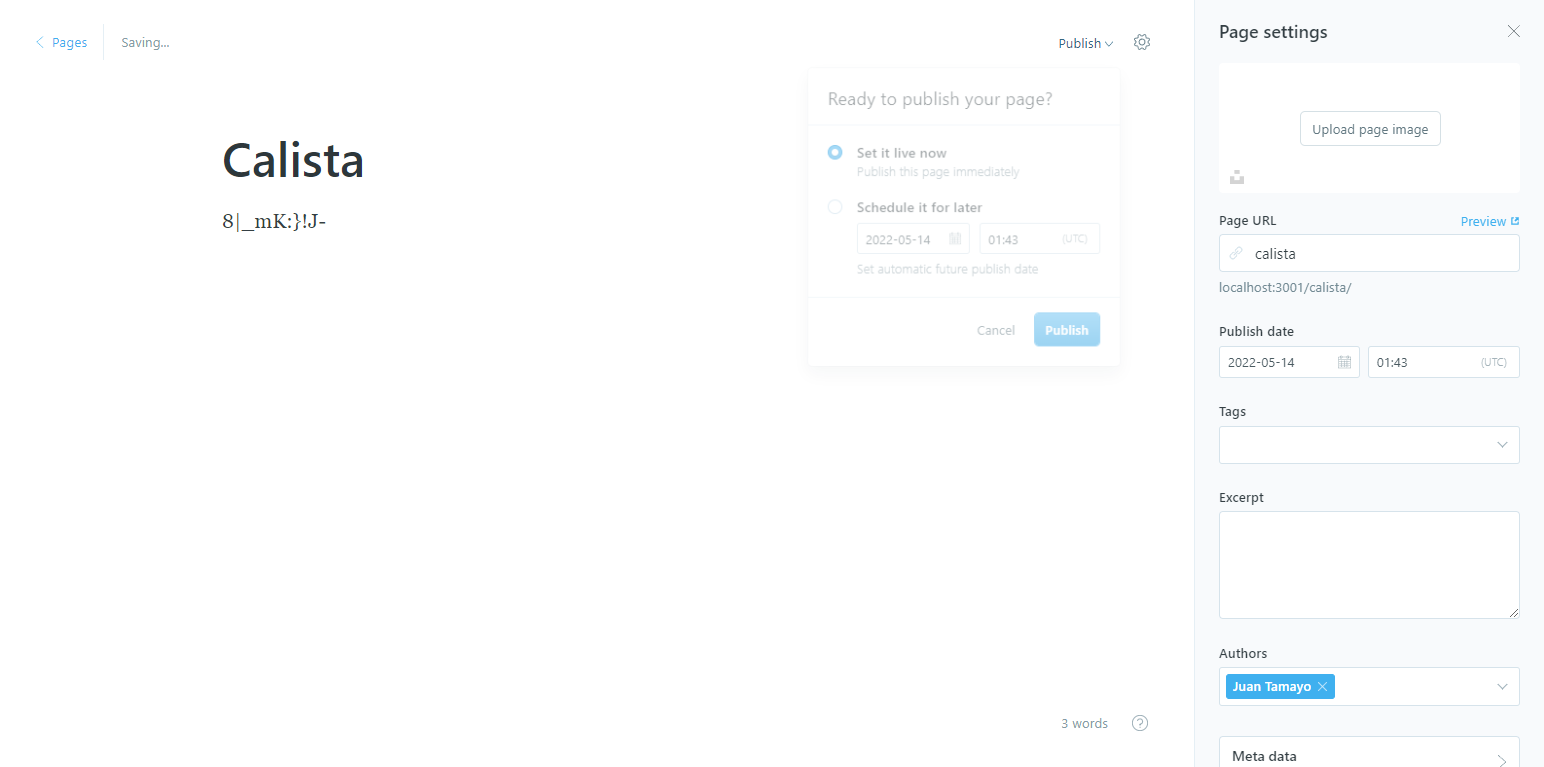 Pages
Saving...
Publish
Calista
8|_mK:}!J-
Ready to publish your page?
Set it live now
Publish this page immediately
Schedule it for later
2022-05-14
01:43 (UTC)
Set automatic future publish date
Cancel
Publish
3 words
?
Page settings
Upload page image
Page URL Preview
calista
localhost:3001/calista/
Publish date
2022-05-14
01:43 (UTC)
Tags
Excerpt
Authors
Juan Tamayo
Meta data